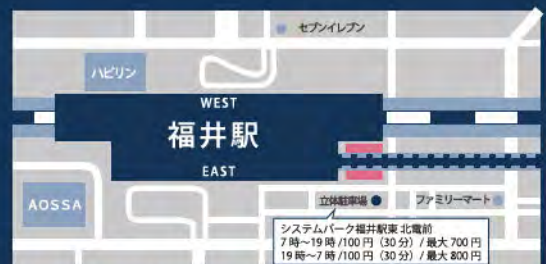 セブンイレブン
ハピリン
WEST
福井駅
EAST
AOSSA
立体駐車場
ファミリーマート
システムパーク福井駅東 北電前
7時〜19時/100円(30分)/最大700円
19時〜7時/100円(30分)/最大800円